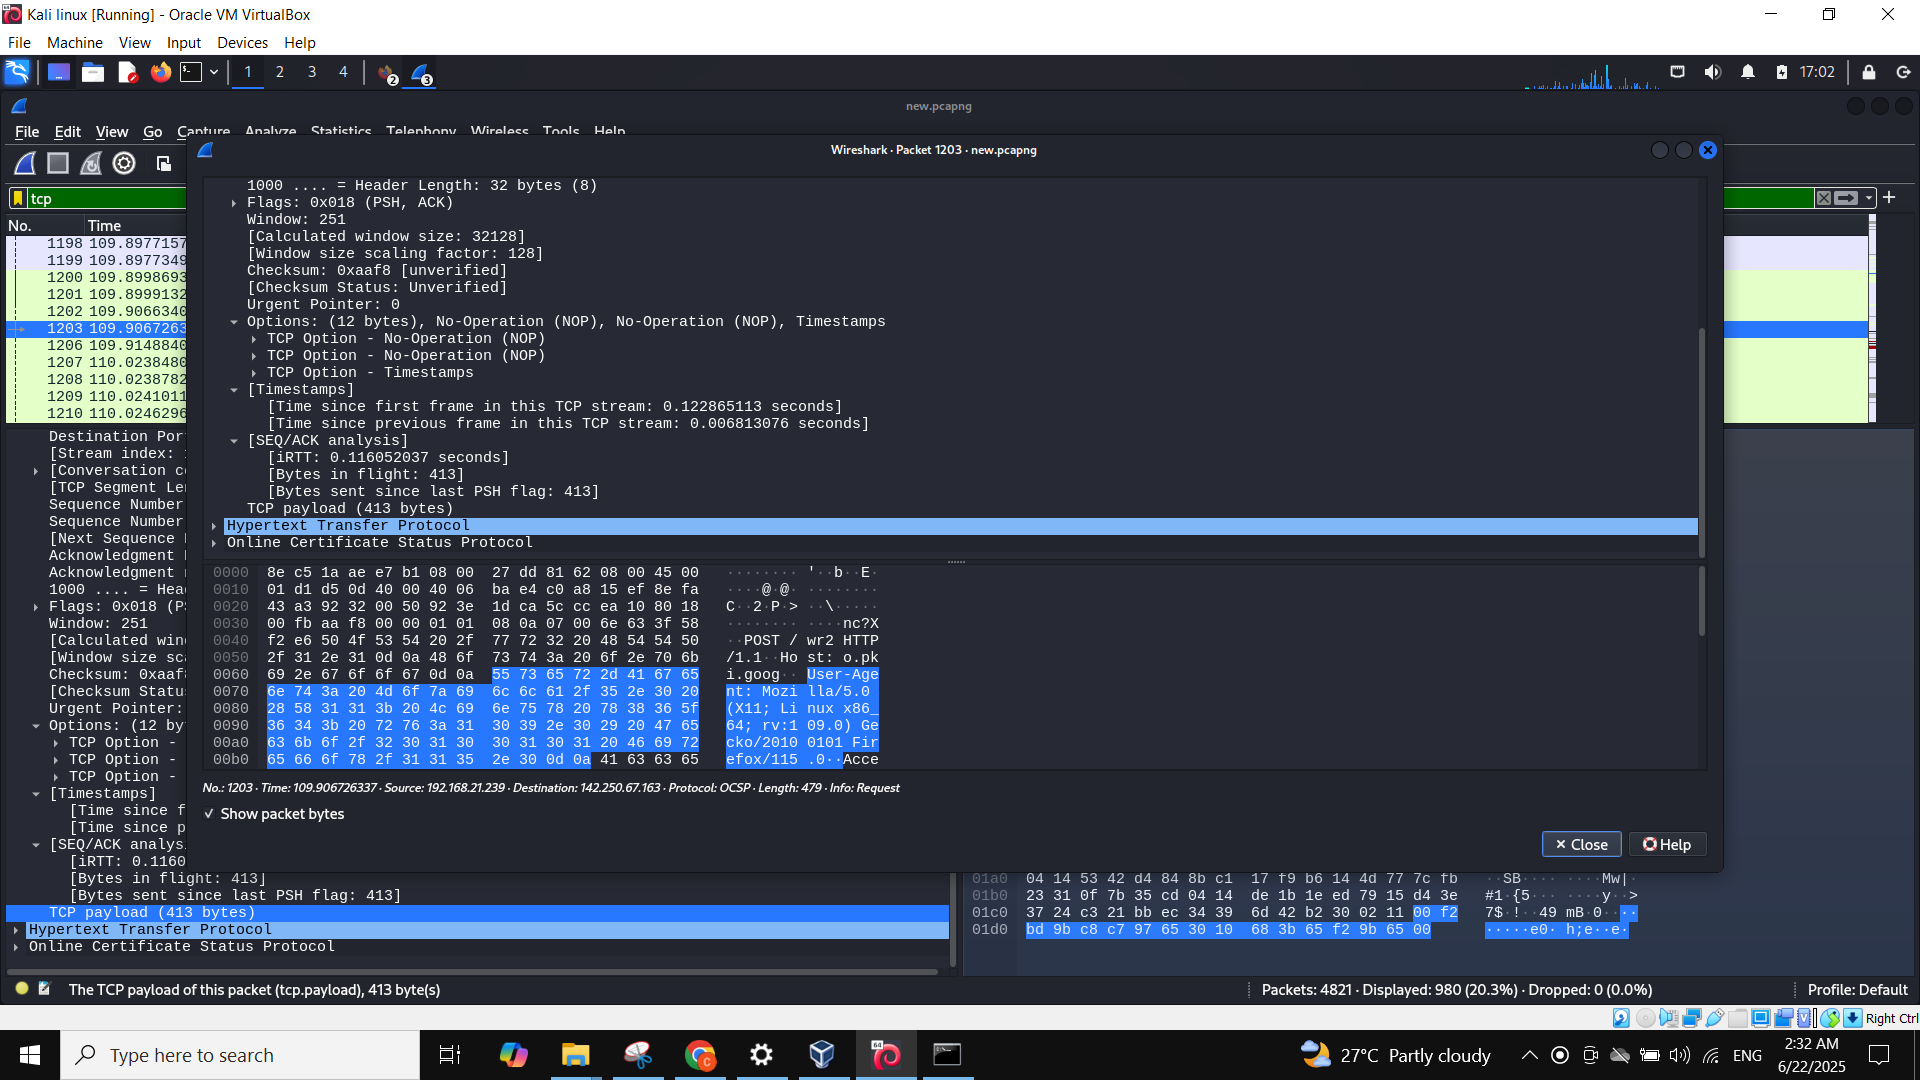 Kali linux [Running] - Oracle VM VirtualBox
File Machine View Input Devices Help
1 2 3 4 2 3 17:02
new.pcapng
File Edit View Go Capture Analyze Statistics Telephony Wireless Tools Help
Wireshark · Packet 1203 · new.pcapng
tcp
No. Time
1198 109.8977157
1199 109.8977349
1200 109.8998693
1201 109.8999132
1202 109.9066340
1203 109.9067263
1206 109.9148840
1207 110.0238480
1208 110.0238782
1209 110.0241011
1210 110.0246296
1000 .... = Header Length: 32 bytes (8)
Flags: 0x018 (PSH, ACK)
Window: 251
[Calculated window size: 32128]
[Window size scaling factor: 128]
Checksum: 0xaaf8 [unverified]
[Checksum Status: Unverified]
Urgent Pointer: 0
Options: (12 bytes), No-Operation (NOP), No-Operation (NOP), Timestamps
TCP Option - No-Operation (NOP)
TCP Option - No-Operation (NOP)
TCP Option - Timestamps
[Timestamps]
[Time since first frame in this TCP stream: 0.122865113 seconds]
[Time since previous frame in this TCP stream: 0.006813076 seconds]
[SEQ/ACK analysis]
[iRTT: 0.116052037 seconds]
[Bytes in flight: 413]
[Bytes sent since last PSH flag: 413]
TCP payload (413 bytes)
Hypertext Transfer Protocol
Online Certificate Status Protocol
0000 8e c5 1a ae e7 b1 08 00 27 dd 81 62 08 00 45 00 ········ '··b··E·
0010 01 d1 d5 0d 40 00 40 06 ba e4 c0 a8 15 ef 8e fa ····@·@· ········
0020 43 a3 92 32 00 50 92 3e 1d ca 5c cc ea 10 80 18 C··2·P·> ··\·····
0030 00 fb aa f8 00 00 01 01 08 0a 07 00 6e 63 3f 58 ········ ····nc?X
0040 f2 e6 50 4f 53 54 20 2f 77 72 32 20 48 54 54 50 ··POST / wr2 HTTP
0050 2f 31 2e 31 0d 0a 48 6f 73 74 3a 20 6f 2e 70 6b /1.1··Ho st: o.pk
0060 69 2e 67 6f 6f 67 0d 0a 55 73 65 72 2d 41 67 65 i.goog·· User-Age
0070 6e 74 3a 20 4d 6f 7a 69 6c 6c 61 2f 35 2e 30 20 nt: Mozi lla/5.0
0080 28 58 31 31 3b 20 4c 69 6e 75 78 20 78 38 36 5f (X11; Li nux x86_
0090 36 34 3b 20 72 76 3a 31 30 39 2e 30 29 20 47 65 64; rv:1 09.0) Ge
00a0 63 6b 6f 2f 32 30 31 30 30 31 30 31 20 46 69 72 cko/2010 0101 Fir
00b0 65 66 6f 78 2f 31 31 35 2e 30 0d 0a 41 63 63 65 efox/115 .0··Acce
No.: 1203 · Time: 109.906726337 · Source: 192.168.21.239 · Destination: 142.250.67.163 · Protocol: OCSP · Length: 479 · Info: Request
Show packet bytes
Close Help
Destination Por
[Stream index:
[Conversation c
[TCP Segment Le
Sequence Number
Sequence Number
[Next Sequence
Acknowledgment
Acknowledgment
1000 .... = Hea
Flags: 0x018 (P
Window: 251
[Calculated win
[Window size sc
Checksum: 0xaaf
[Checksum Statu
Urgent Pointer:
Options: (12 by
TCP Option -
TCP Option -
TCP Option -
[Timestamps]
[Time since f
[Time since p
[SEQ/ACK analys
[iRTT: 0.1160
[Bytes in flight: 413]
[Bytes sent since last PSH flag: 413]
TCP payload (413 bytes)
Hypertext Transfer Protocol
Online Certificate Status Protocol
01a0 04 14 53 42 d4 84 8b c1 17 f9 b6 14 4d 77 7c fb ··SB···· ····Mw|·
01b0 23 31 0f 7b 35 cd 04 14 de 1b 1e ed 79 15 d4 3e #1·{5··· ····y··>
01c0 37 24 c3 21 bb ec 34 39 6d 42 b2 30 02 11 00 f2 7$·!··49 mB·0····
01d0 bd 9b c8 c7 97 65 30 10 68 3b 65 f2 9b 65 00 ·····e0· h;e··e·
The TCP payload of this packet (tcp.payload), 413 byte(s)
Packets: 4821 · Displayed: 980 (20.3%) · Dropped: 0 (0.0%)
Profile: Default
Right Ctrl
Type here to search
27°C Partly cloudy
ENG
2:32 AM
6/22/2025